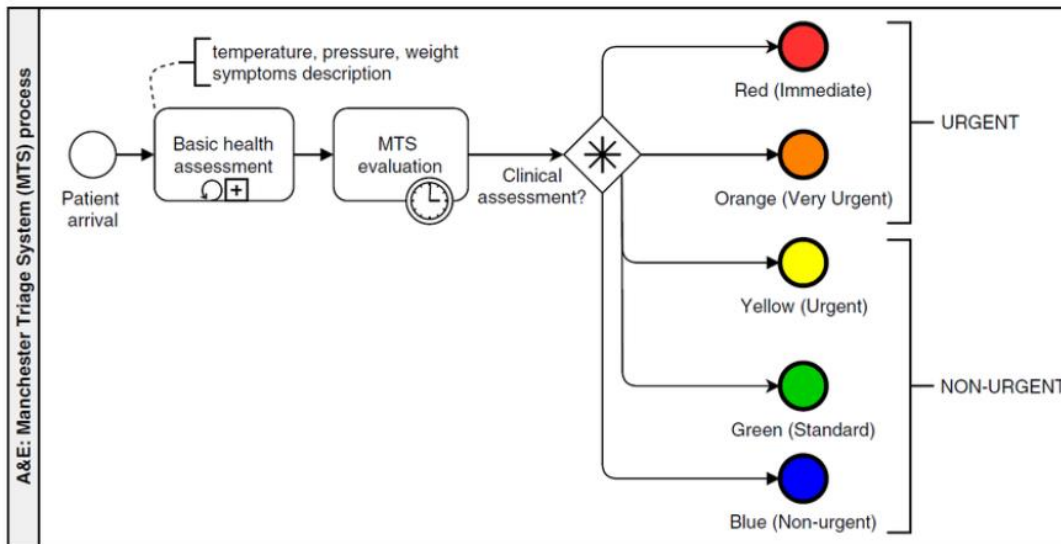 A&E: Manchester Triage System (MTS) process
temperature, pressure, weight
symptoms description
Patient
arrival
Basic health
assessment
MTS
evaluation
Clinical
assessment?
Red (Immediate)
Orange (Very Urgent)
Yellow (Urgent)
Green (Standard)
Blue (Non-urgent)
URGENT
NON-URGENT